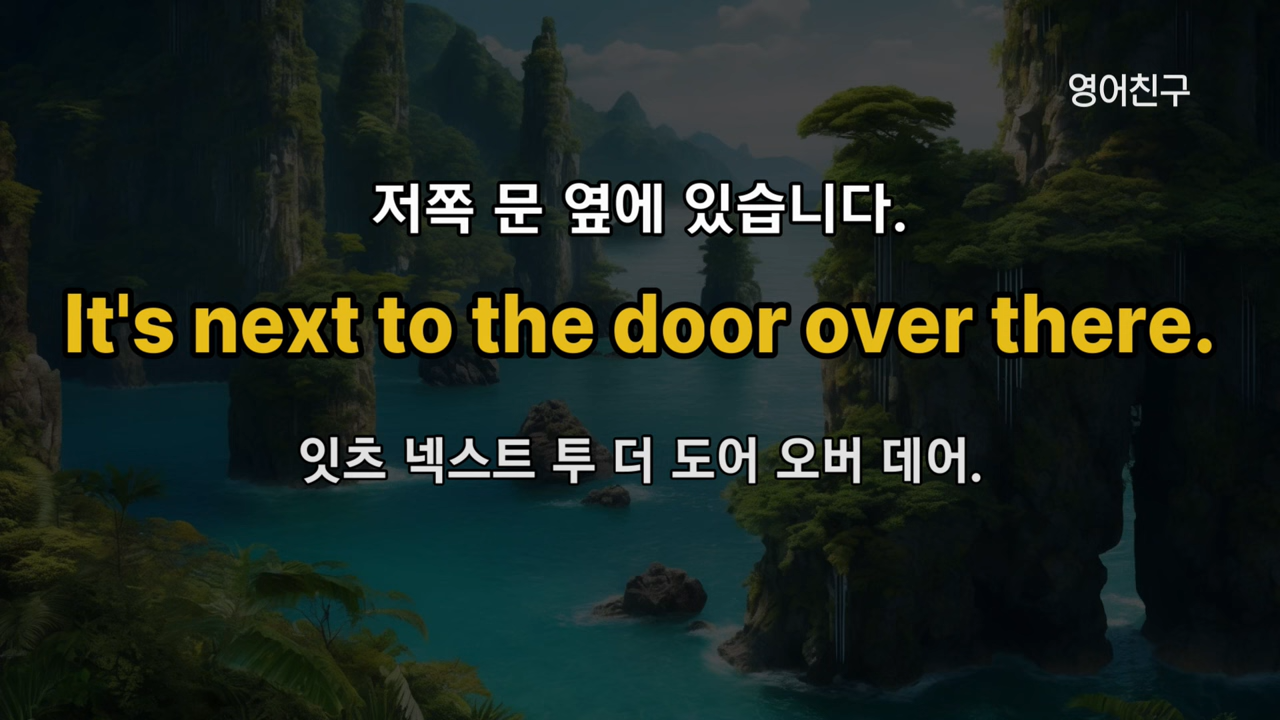 영어친구
저쪽 문 옆에 있습니다.
It's next to the door over there.
잇츠 넥스트 투 더 도어 오버 데어.